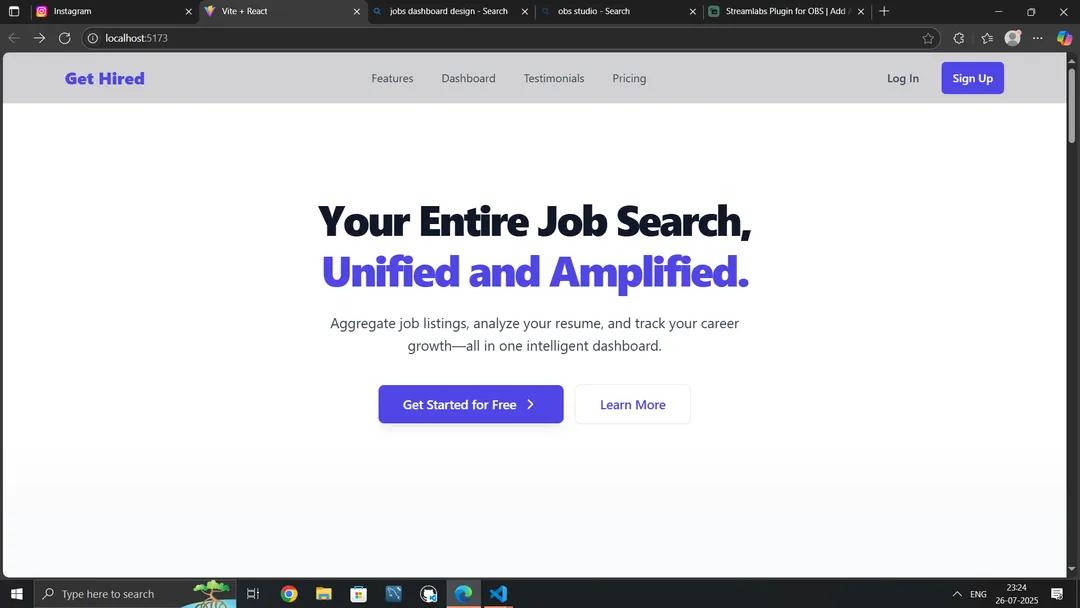 Instagram
Vite + React
jobs dashboard design - Search
obs studio - Search
Streamlabs Plugin for OBS | Add
localhost:5173
Get Hired
Features
Dashboard
Testimonials
Pricing
Log In
Sign Up
Your Entire Job Search,
Unified and Amplified.
Aggregate job listings, analyze your resume, and track your career
growth—all in one intelligent dashboard.
Get Started for Free
Learn More
Type here to search
ENG
23:24
26-07-2025